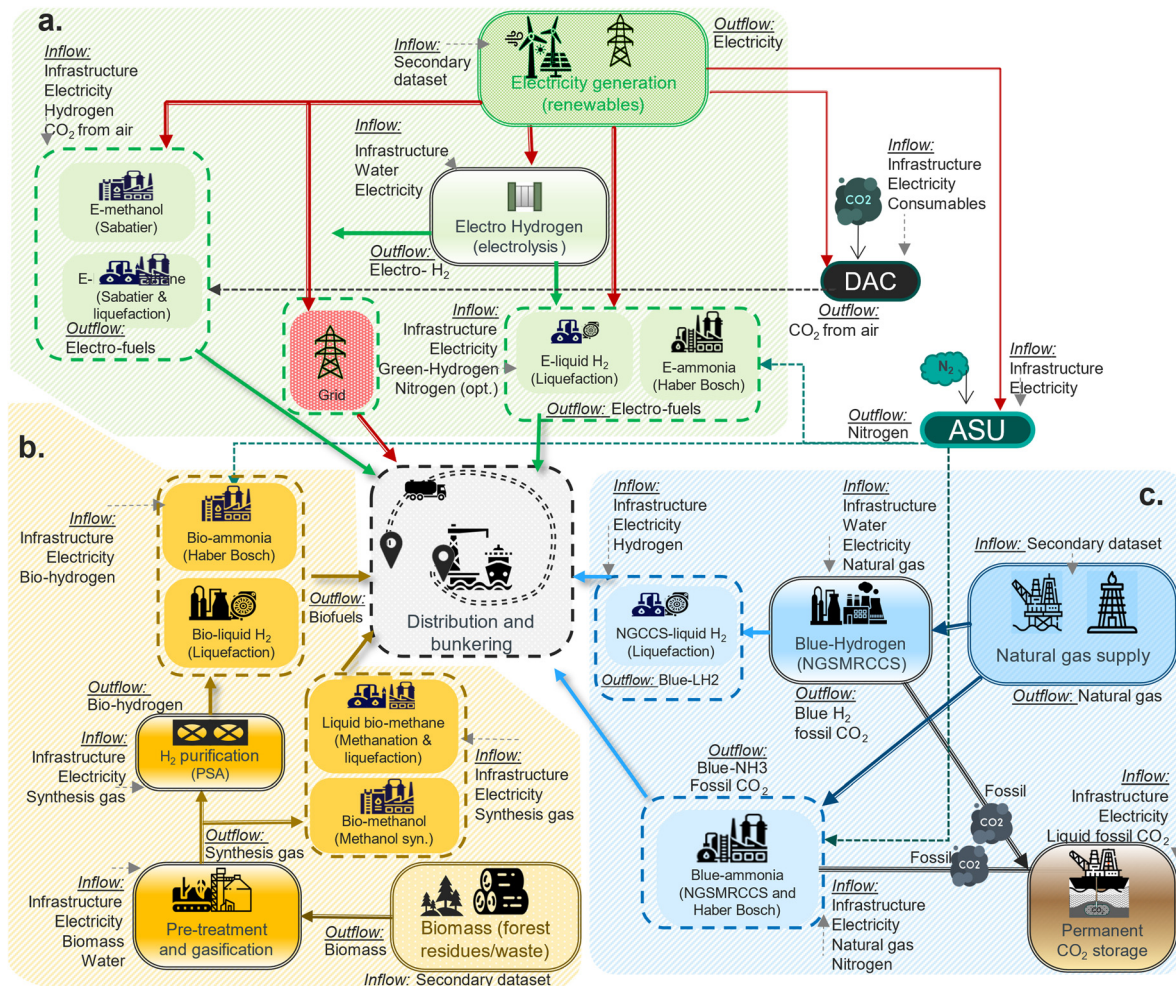 a.
Inflow:
Infrastructure
Electricity
Hydrogen
CO₂ from air
Inflow:
Secondary
dataset
Electricity generation
(renewables)
Outflow:
Electricity
Inflow:
Infrastructure
Water
Electricity
Electro Hydrogen
(electrolysis)
Outflow:
Electro- H₂
E-methanol
(Sabatier)
(Sabatier &
liquefaction)
Outflow:
Electro-fuels
Inflow:
Infrastructure
Electricity
Consumables
CO2
DAC
Outflow:
CO₂ from air
Grid
Inflow:
Infrastructure
Electricity
Green-Hydrogen
Nitrogen (opt.)
E-liquid H₂
(Liquefaction)
E-ammonia
(Haber Bosch)
Outflow: Electro-fuels
N₂
Inflow:
Infrastructure
Electricity
Outflow:
Nitrogen
ASU
b.
Inflow:
Infrastructure
Electricity
Bio-hydrogen
Bio-ammonia
(Haber Bosch)
Bio-liquid H₂
(Liquefaction)
Outflow:
Biofuels
Distribution and
bunkering
Outflow:
Bio-hydrogen
Inflow:
Infrastructure
Electricity
Synthesis gas
H₂ purification
(PSA)
Liquid bio-methane
(Methanation &
liquefaction)
Bio-methanol
(Methanol syn.)
Inflow:
Infrastructure
Electricity
Synthesis gas
Outflow:
Synthesis gas
Inflow:
Infrastructure
Electricity
Biomass
Water
Pre-treatment
and gasification
Outflow:
Biomass
Biomass (forest
residues/waste)
Inflow: Secondary dataset
c.
Inflow:
Infrastructure
Electricity
Hydrogen
NGCCS-liquid H₂
(Liquefaction)
Outflow: Blue-LH2
Inflow:
Infrastructure
Water
Electricity
Natural gas
Blue-Hydrogen
(NGSMRCCS)
Outflow:
Blue H₂
fossil CO₂
Inflow: Secondary dataset
Natural gas supply
Outflow: Natural gas
Outflow:
Blue-NH3
Fossil CO₂
Blue-ammonia
(NGSMRCCS and
Haber Bosch)
Inflow:
Infrastructure
Electricity
Natural gas
Nitrogen
Fossil
CO2
Fossil
CO2
Inflow:
Infrastructure
Electricity
Liquid fossil CO₂
CO₂
Permanent
CO₂ storage